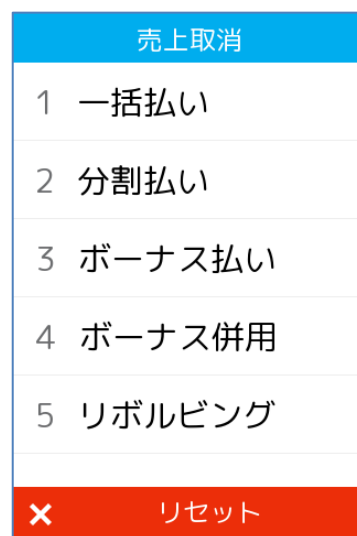 売上取消
1 一括払い
2 分割払い
3 ボーナス払い
4 ボーナス併用
5 リボルビング
× リセット